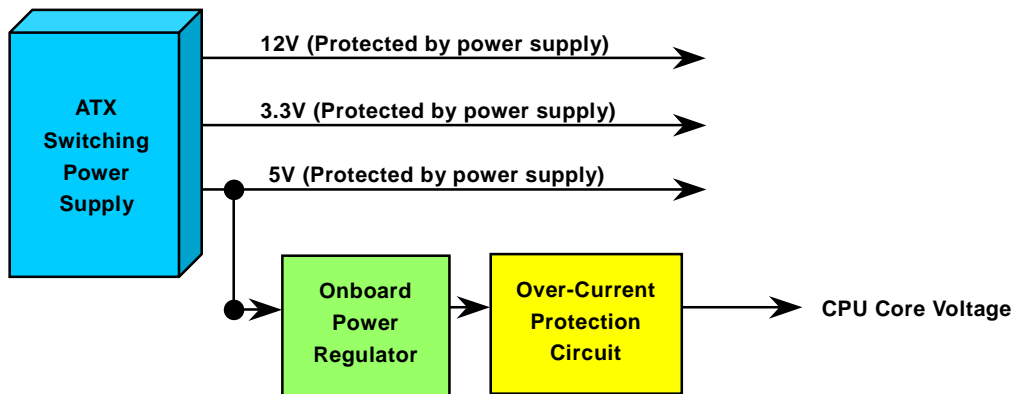 12V (Protected by power supply)
ATX
Switching
Power
Supply
3.3V (Protected by power supply)
5V (Protected by power supply)
Onboard
Power
Regulator
Over-Current
Protection
Circuit
CPU Core Voltage